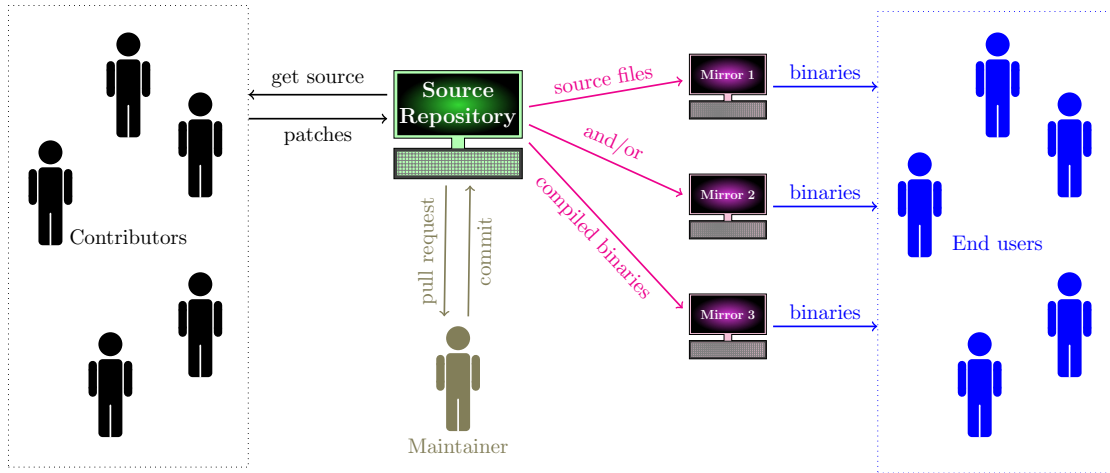 get source
patches
Contributors
Source
Repository
pull request
commit
Maintainer
source files
and/or
compiled binaries
Mirror 1
Mirror 2
Mirror 3
binaries
binaries
binaries
End users